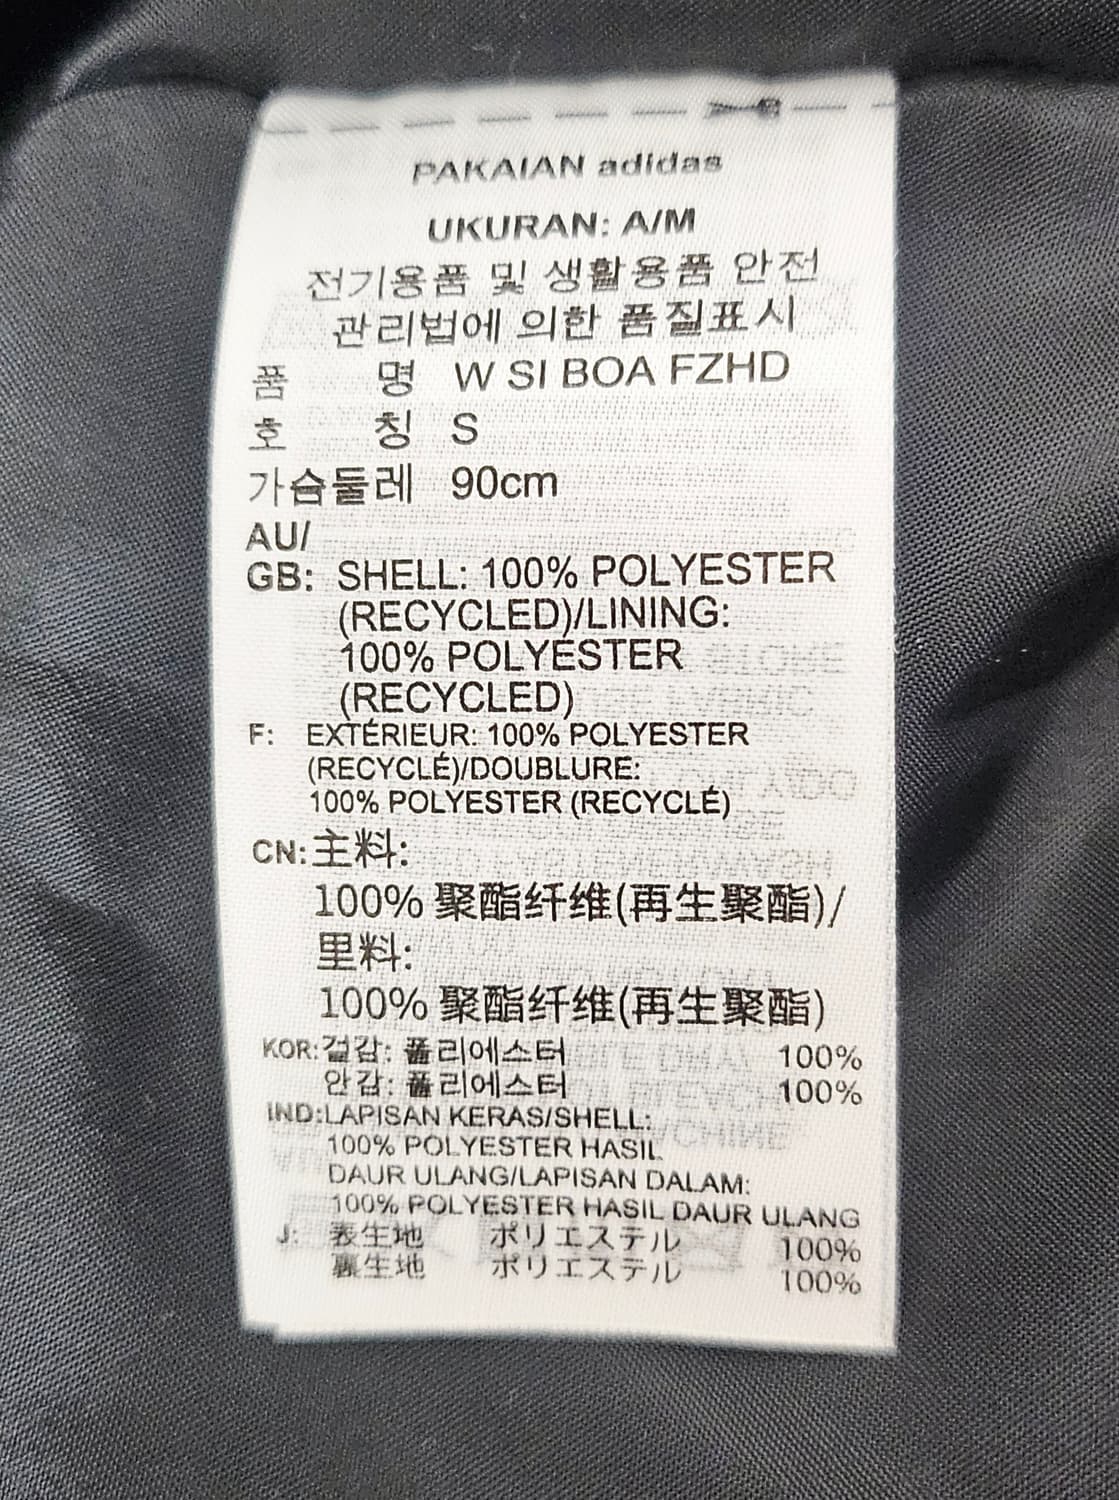 PAKAIAN adidas
UKURAN: A/M
전기용품 및 생활용품 안전
관리법에 의한 품질표시
품 명 W SI BOA FZHD
호 칭 S
가슴둘레 90cm
AU/
GB: SHELL: 100% POLYESTER
(RECYCLED)/LINING:
100% POLYESTER
(RECYCLED)
F: EXTÉRIEUR: 100% POLYESTER
(RECYCLÉ)/DOUBLURE:
100% POLYESTER (RECYCLÉ)
CN: 主料:
100% 聚酯纤维(再生聚酯)/
里料:
100% 聚酯纤维(再生聚酯)
KOR: 겉감: 폴리에스터 100%
안감: 폴리에스터 100%
IND: LAPISAN KERAS/SHELL:
100% POLYESTER HASIL
DAUR ULANG/LAPISAN DALAM:
100% POLYESTER HASIL DAUR ULANG
J: 表生地 ポリエステル 100%
裏生地 ポリエステル 100%